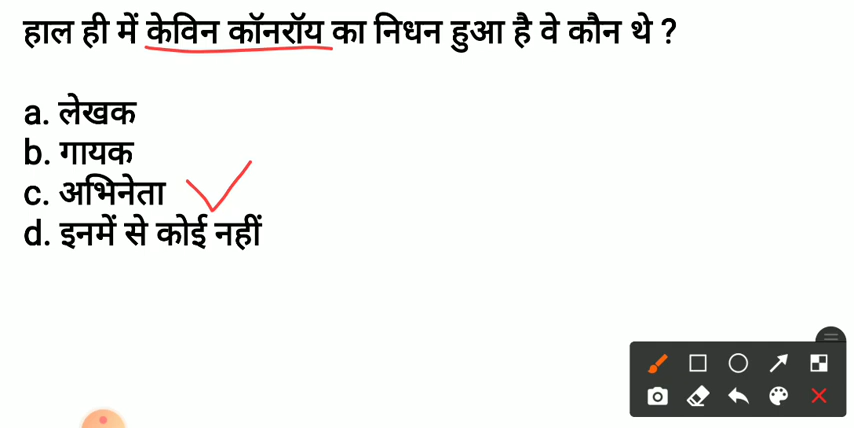 हाल ही में केविन कॉनरॉय का निधन हुआ है वे कौन थे ?
a. लेखक
b. गायक
c. अभिनेता
d. इनमें से कोई नहीं